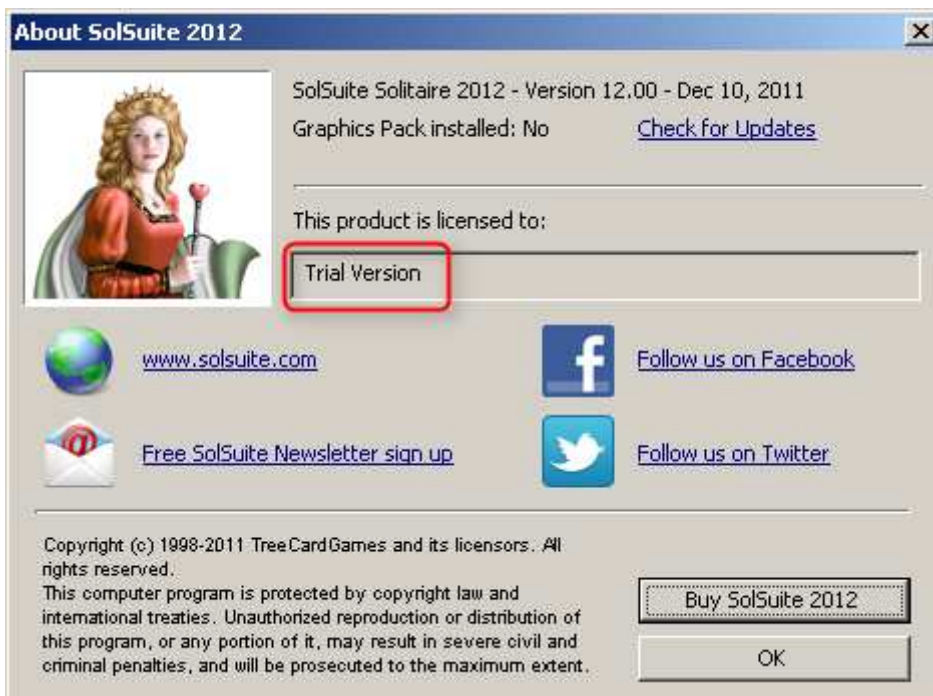 About SolSuite 2012
SolSuite Solitaire 2012 - Version 12.00 - Dec 10, 2011
Graphics Pack installed: No Check for Updates
This product is licensed to:
Trial Version
www.solsuite.com
Follow us on Facebook
Free SolSuite Newsletter sign up
Follow us on Twitter
Copyright (c) 1998-2011 TreeCardGames and its licensors. All
rights reserved.
This computer program is protected by copyright law and
international treaties. Unauthorized reproduction or distribution of
this program, or any portion of it, may result in severe civil and
criminal penalties, and will be prosecuted to the maximum extent.
Buy SolSuite 2012
OK